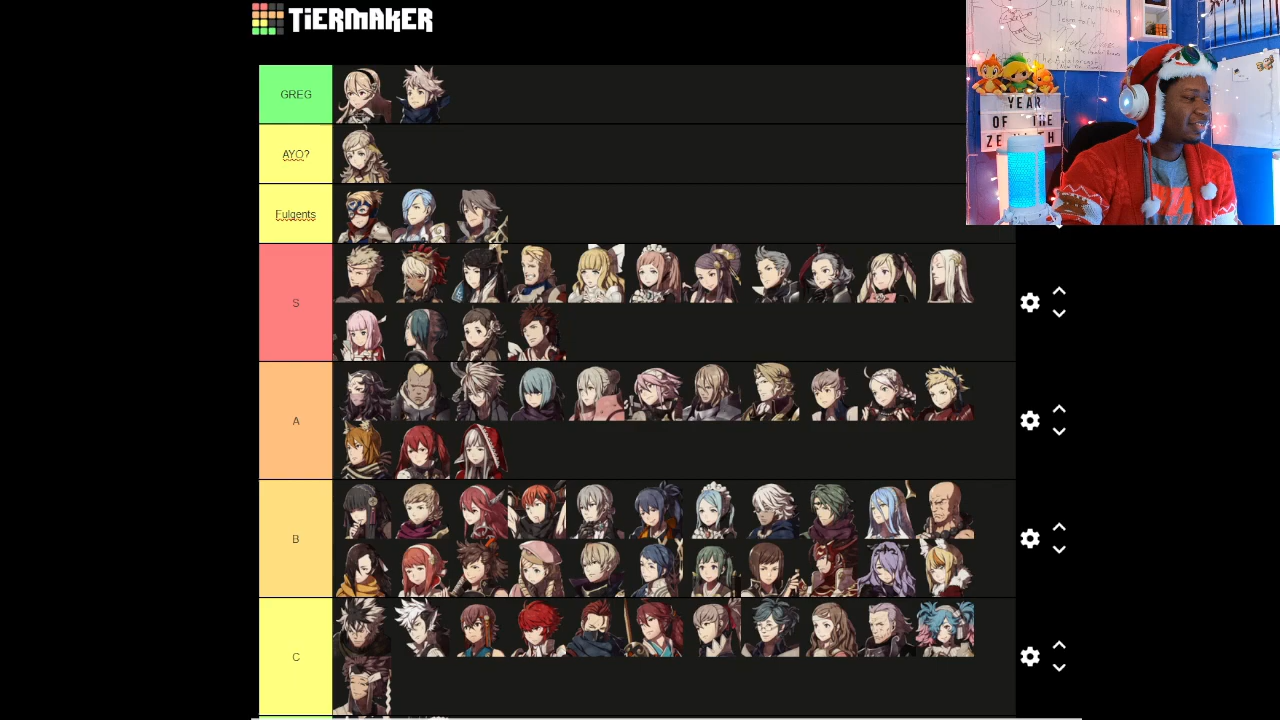 TIERMAKER
GREG
AYO?
Fulgents
S
A
B
C
YEAR
OF THE